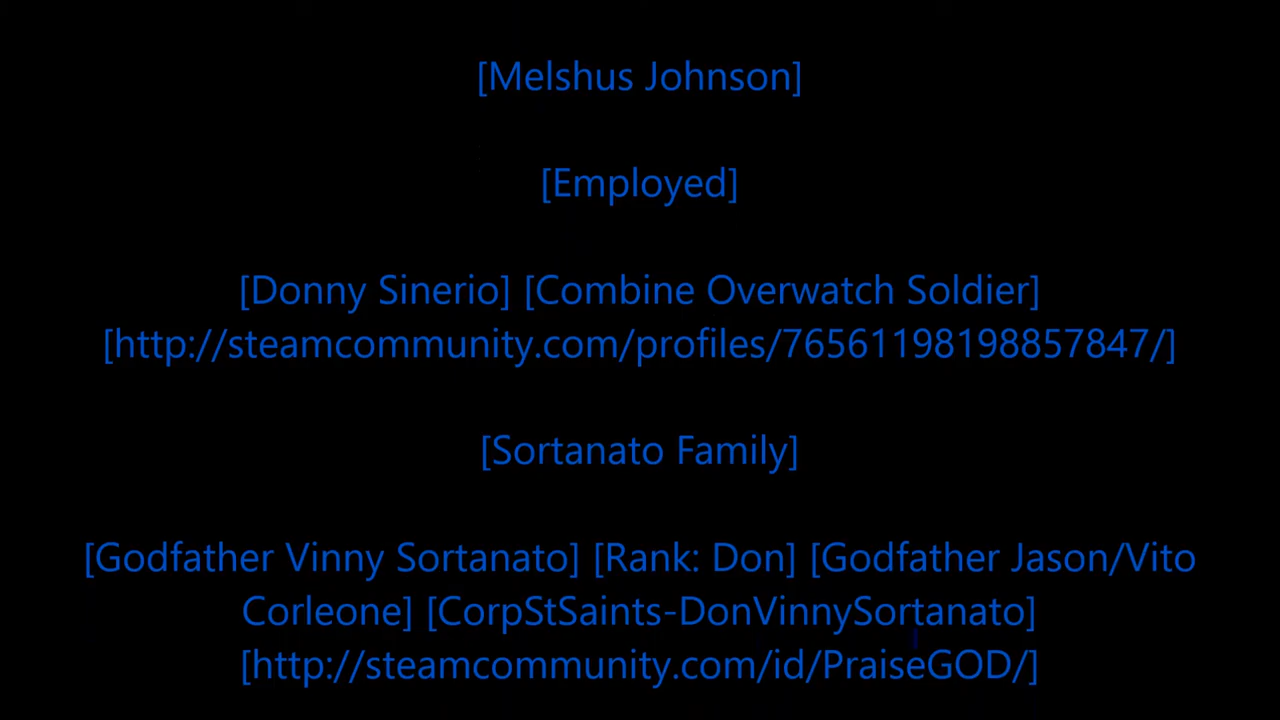 [Melshus Johnson]
[Employed]
[Donny Sinerio] [Combine Overwatch Soldier]
[http://steamcommunity.com/profiles/76561198198857847/]
[Sortanato Family]
[Godfather Vinny Sortanato] [Rank: Don] [Godfather Jason/Vito
Corleone] [CorpStSaints-DonVinnySortanato]
[http://steamcommunity.com/id/PraiseGOD/]